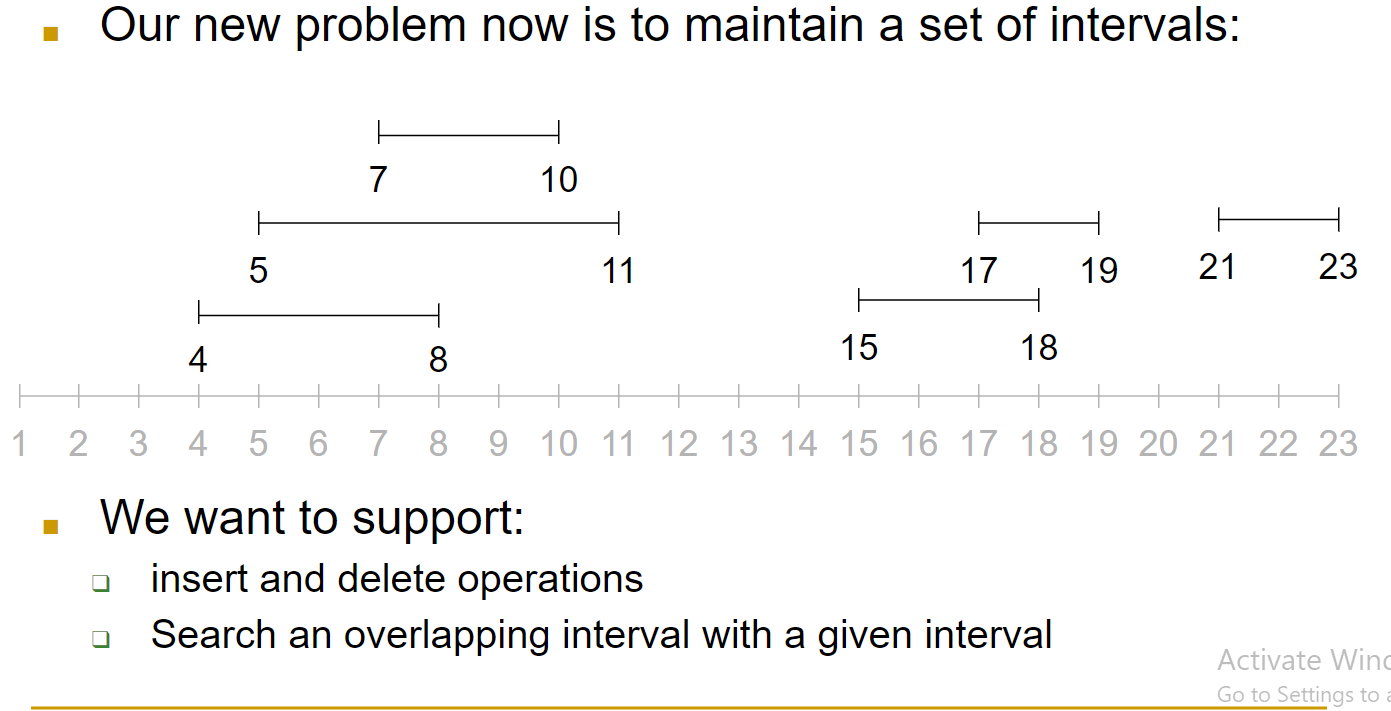 Our new problem now is to maintain a set of intervals:
7 10
5 11 17 19 21 23
4 8 15 18
1 2 3 4 5 6 7 8 9 10 11 12 13 14 15 16 17 18 19 20 21 22 23
We want to support:
insert and delete operations
Search an overlapping interval with a given interval
Activate Winc
Go to Settings to a